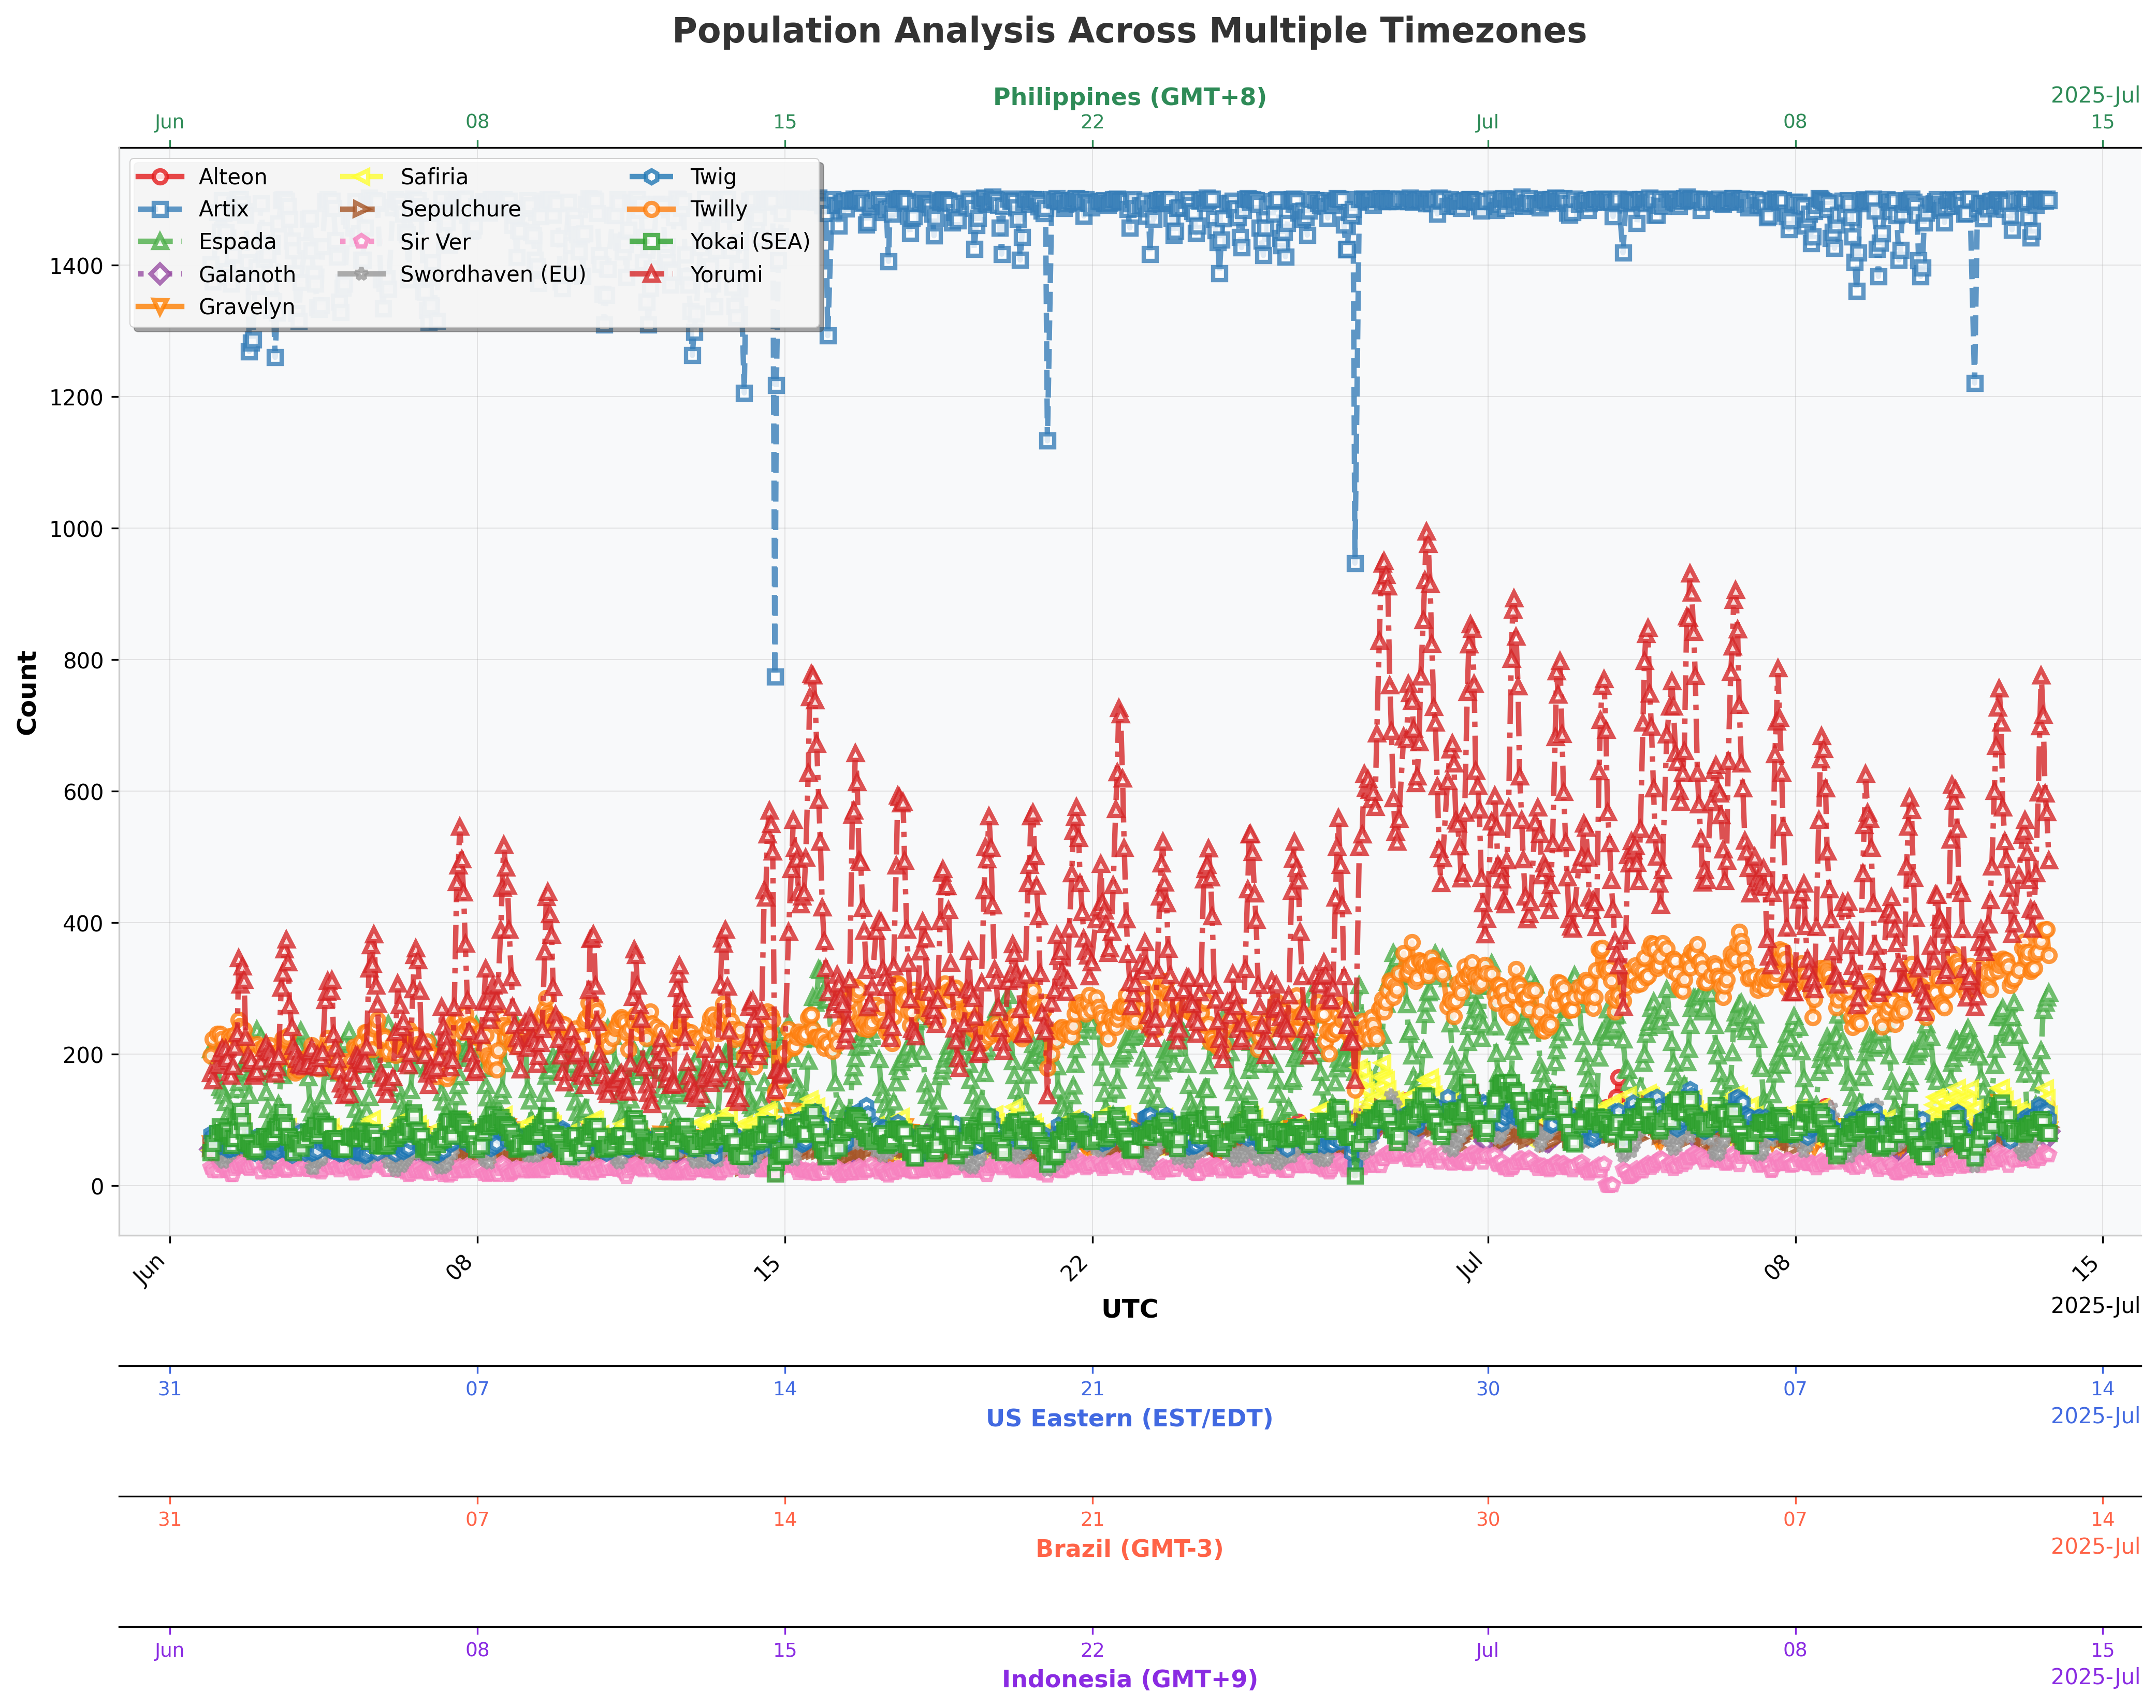 Population Analysis Across Multiple Timezones
Philippines (GMT+8)
2025-Jul
Jun 08 15 22 Jul 08 15
Alteon Safiria Twig
Artix Sepulchure Twilly
Espada Sir Ver Yokai (SEA)
Galanoth Swordhaven (EU) Yorumi
Gravelyn
Count
1400
1200
1000
800
600
400
200
0
Jun 08 15 22 Jul 08 15
UTC
2025-Jul
31 07 14 21 30 07 14
US Eastern (EST/EDT)
2025-Jul
31 07 14 21 30 07 14
Brazil (GMT-3)
2025-Jul
Jun 08 15 22 Jul 08 15
Indonesia (GMT+9)
2025-Jul